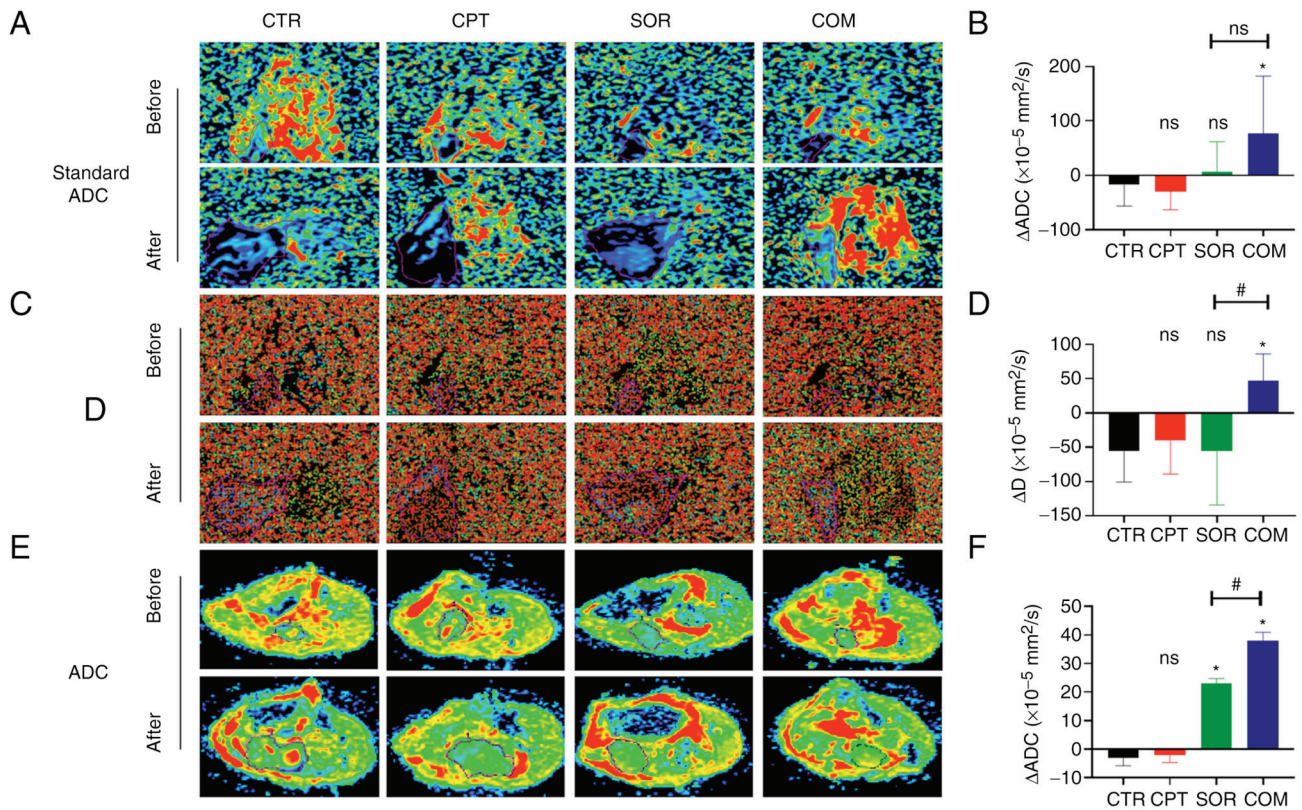 A
CTR CPT SOR COM
Before
Standard
ADC
After
B
ns
*
ns ns
200
100
0
−100
ΔADC (×10−5 mm2/s)
CTR CPT SOR COM
C
Before
D
After
D
#
*
ns ns
100
50
0
−50
−100
−150
ΔD (×10−5 mm2/s)
CTR CPT SOR COM
E
Before
ADC
After
F
#
*
ns *
50
40
30
20
10
0
−10
ΔADC (×10−5 mm2/s)
CTR CPT SOR COM